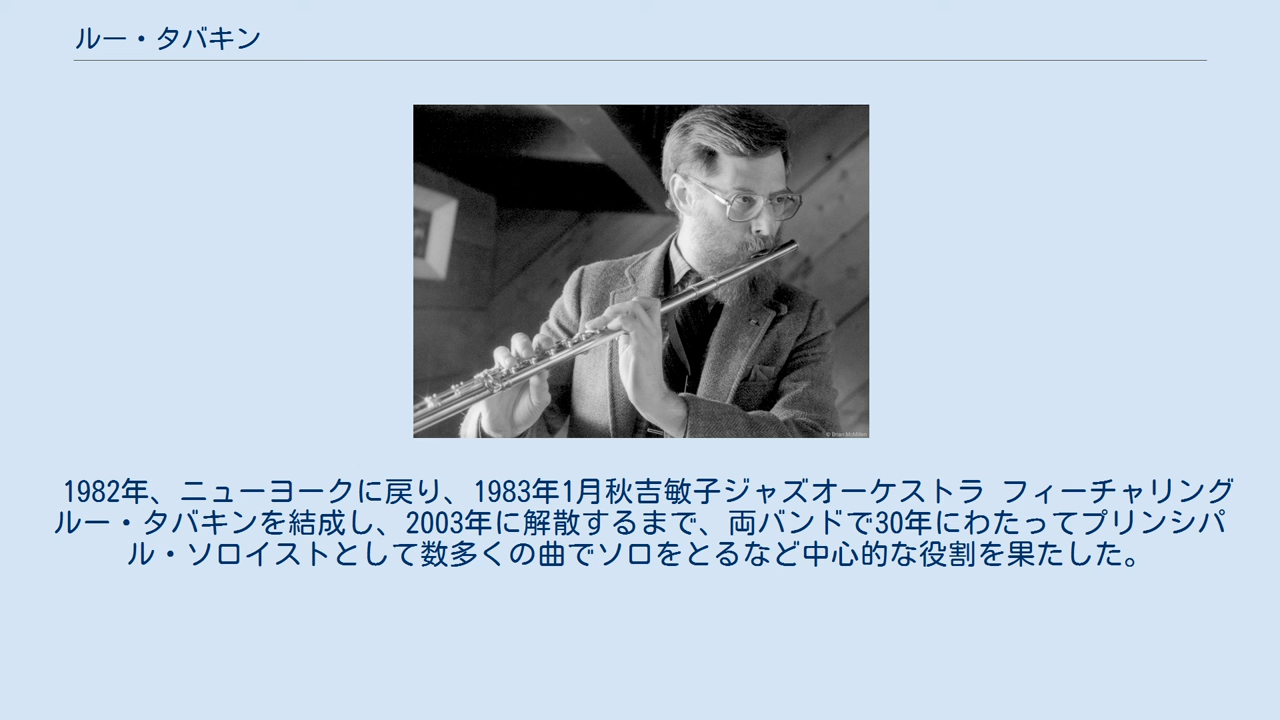 ルー・タバキン
© Brian McMillen
1982年、ニューヨークに戻り、1983年1月秋吉敏子ジャズオーケストラ フィーチャリング
ルー・タバキンを結成し、2003年に解散するまで、両バンドで30年にわたってプリンシパ
ル・ソロイストとして数多くの曲でソロをとるなど中心的な役割を果たした。